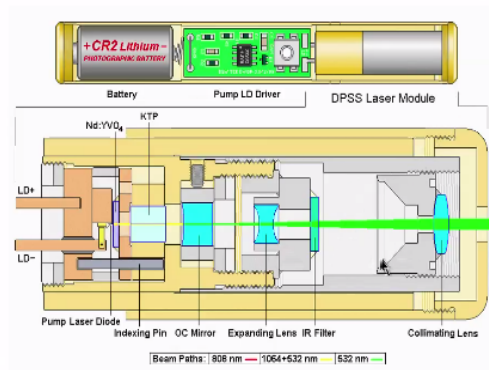 +CR2 Lithium-
PHOTOGRAPHIC BATTERY
Battery
Pump LD Driver
DPSS Laser Module
KTP
Nd:YVO₄
LD+
LD-
Pump Laser Diode
Indexing Pin
OC Mirror
Expanding Lens
IR Filter
Collimating Lens
Beam Paths: 808 nm 1064+532 nm 532 nm